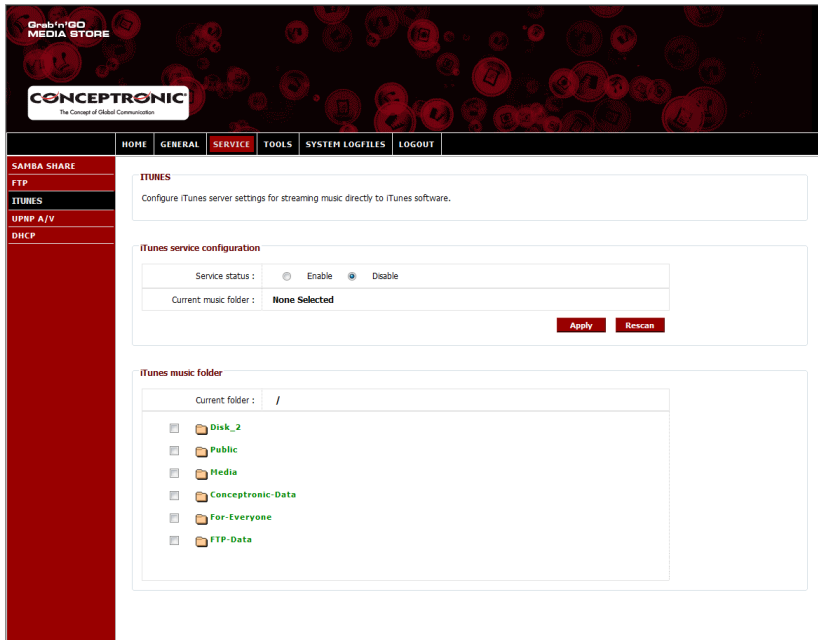 Grab'n'GO
MEDIA STORE
CONCEPTRONIC®
The Concept of Global Communication
HOME GENERAL SERVICE TOOLS SYSTEM LOGFILES LOGOUT
SAMBA SHARE
FTP
ITUNES
UPNP A/V
DHCP
ITUNES
Configure iTunes server settings for streaming music directly to iTunes software.
iTunes service configuration
Service status : Enable Disable
Current music folder : None Selected
Apply Rescan
iTunes music folder
Current folder : /
Disk_2
Public
Media
Conceptronic-Data
For-Everyone
FTP-Data